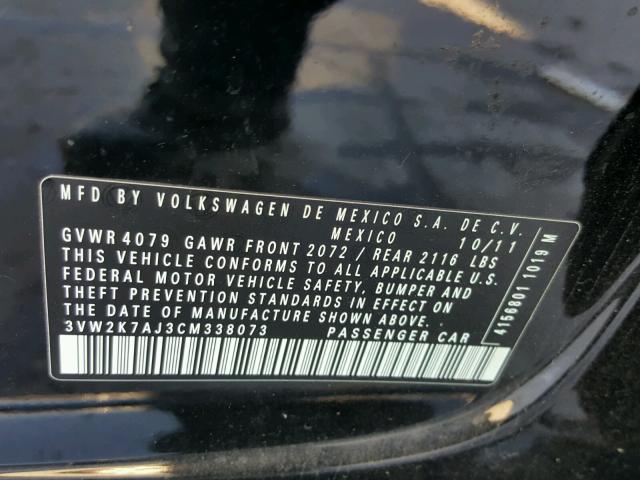 MFD BY VOLKSWAGEN DE MEXICO S.A. DE C.V.
MEXICO 10/11
GVWR 4079 GAWR FRONT 2072 / REAR 2116 LBS
THIS VEHICLE CONFORMS TO ALL APPLICABLE U.S.
FEDERAL MOTOR VEHICLE SAFETY, BUMPER AND
THEFT PREVENTION STANDARDS IN EFFECT ON
THE DATE OF MANUFACTURE SHOWN ABOVE.
3VW2K7AJ3CM338073 PASSENGER CAR
4156801 1019 M